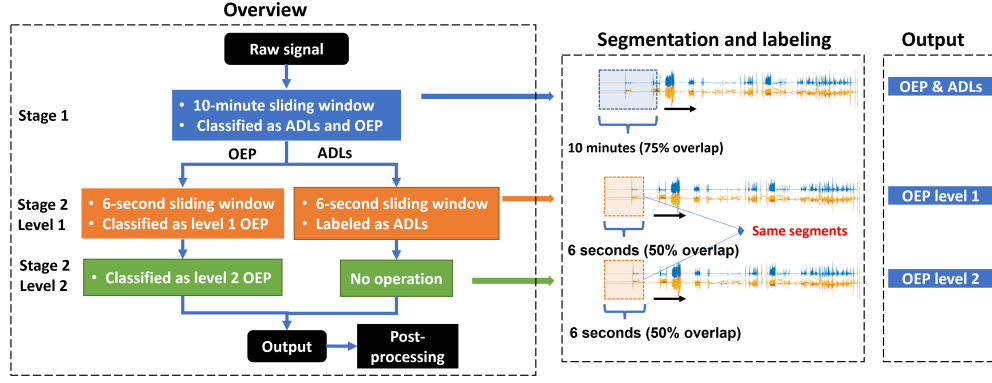 Overview
Raw signal
Stage 1
• 10-minute sliding window
• Classified as ADLs and OEP
OEP
ADLs
Stage 2
Level 1
• 6-second sliding window
• Classified as level 1 OEP
• 6-second sliding window
• Labeled as ADLs
Stage 2
Level 2
• Classified as level 2 OEP
No operation
Output
Post-
processing
Segmentation and labeling
10 minutes (75% overlap)
6 seconds (50% overlap)
Same segments
6 seconds (50% overlap)
Output
OEP & ADLs
OEP level 1
OEP level 2